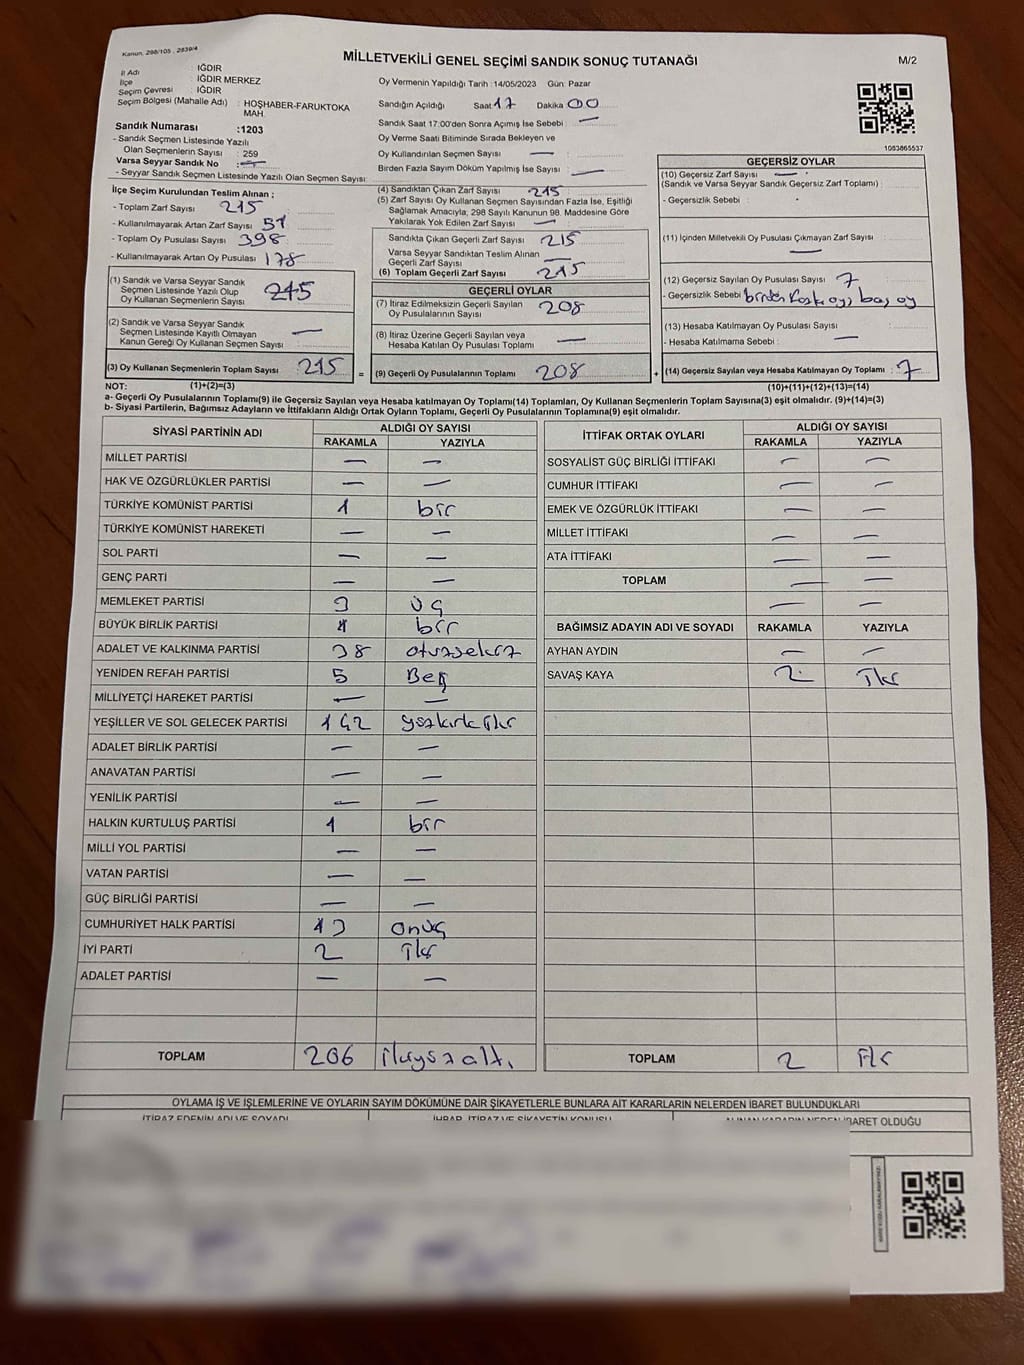 Kanun, 298/105 , 2839/4
MİLLETVEKİLİ GENEL SEÇİMİ SANDIK SONUÇ TUTANAĞI
M/2
İl Adı : IĞDIR
İlçe : IĞDIR MERKEZ
Seçim Çevresi : IĞDIR
Seçim Bölgesi (Mahalle Adı) : HOŞHABER-FARUKTOKA MAH.
Sandık Numarası :1203
- Sandık Seçmen Listesinde Yazılı
Olan Seçmenlerin Sayısı : 259
Varsa Seyyar Sandık No : —
- Seyyar Sandık Seçmen Listesinde Yazılı Olan Seçmen Sayısı:
Oy Vermenin Yapıldığı Tarih :14/05/2023 Gün: Pazar
Sandığın Açıldığı Saat 17 Dakika 00
Sandık Saat 17:00'den Sonra Açımış İse Sebebi : —
Oy Verme Saati Bitiminde Sırada Bekleyen ve
Oy Kullandırılan Seçmen Sayısı —
Birden Fazla Sayım Döküm Yapılmış İse Sayısı : —
1083865537
İlçe Seçim Kurulundan Teslim Alınan ;
- Toplam Zarf Sayısı 215
- Kullanılmayarak Artan Zarf Sayısı 51
- Toplam Oy Pusulası Sayısı 398
- Kullanılmayarak Artan Oy Pusulası 178
(1) Sandık ve Varsa Seyyar Sandık
Seçmen Listesinde Yazılı Olup
Oy Kullanan Seçmenlerin Sayısı 215
(2) Sandık ve Varsa Seyyar Sandık
Seçmen Listesinde Kayıtlı Olmayan
Kanun Gereği Oy Kullanan Seçmen Sayısı —
(3) Oy Kullanan Seçmenlerin Toplam Sayısı : 215
(4) Sandıktan Çıkan Zarf Sayısı 215
(5) Zarf Sayısı Oy Kullanan Seçmen Sayısından Fazla İse, Eşitliği
Sağlamak Amacıyla, 298 Sayılı Kanunun 98. Maddesine Göre
Yakılarak Yok Edilen Zarf Sayısı —
Sandıkta Çıkan Geçerli Zarf Sayısı 215
Varsa Seyyar Sandıktan Teslim Alınan
Geçerli Zarf Sayısı —
(6) Toplam Geçerli Zarf Sayısı 215
GEÇERLİ OYLAR
(7) İtiraz Edilmeksizin Geçerli Sayılan
Oy Pusulalarının Sayısı 208
(8) İtiraz Üzerine Geçerli Sayılan veya
Hesaba Katılan Oy Pusulası Toplamı —
= (9) Geçerli Oy Pusulalarının Toplamı 208
GEÇERSİZ OYLAR
(10) Geçersiz Zarf Sayısı —
(Sandık ve Varsa Seyyar Sandık Geçersiz Zarf Toplamı) :
- Geçersizlik Sebebi :
(11) İçinden Milletvekili Oy Pusulası Çıkmayan Zarf Sayısı :
—
(12) Geçersiz Sayılan Oy Pusulası Sayısı 7
- Geçersizlik Sebebi birden fazla oy, boş oy
(13) Hesaba Katılmayan Oy Pusulası Sayısı :
- Hesaba Katılmama Sebebi : —
+ (14) Geçersiz Sayılan veya Hesaba Katılmayan Oy Toplamı : 7
NOT: (1)+(2)=(3)
(10)+(11)+(12)+(13)=(14)
a- Geçerli Oy Pusulalarının Toplamı(9) ile Geçersiz Sayılan veya Hesaba katılmayan Oy Toplamı(14) Toplamları, Oy Kullanan Seçmenlerin Toplam Sayısına(3) eşit olmalıdır. (9)+(14)=(3)
b- Siyasi Partilerin, Bağımsız Adayların ve İttifakların Aldığı Ortak Oyların Toplamı, Geçerli Oy Pusulalarının Toplamına(9) eşit olmalıdır.
SİYASİ PARTİNİN ADI ALDIĞI OY SAYISI
RAKAMLA YAZIYLA
MİLLET PARTİSİ — —
HAK VE ÖZGÜRLÜKLER PARTİSİ — —
TÜRKİYE KOMÜNİST PARTİSİ 1 bir
TÜRKİYE KOMÜNİST HAREKETİ — —
SOL PARTİ — —
GENÇ PARTİ — —
MEMLEKET PARTİSİ 3 üç
BÜYÜK BİRLİK PARTİSİ 1 bir
ADALET VE KALKINMA PARTİSİ 38 otuzsekiz
YENİDEN REFAH PARTİSİ 5 Beş
MİLLİYETÇİ HAREKET PARTİSİ — —
YEŞİLLER VE SOL GELECEK PARTİSİ 142 yüzkırkiki
ADALET BİRLİK PARTİSİ — —
ANAVATAN PARTİSİ — —
YENİLİK PARTİSİ — —
HALKIN KURTULUŞ PARTİSİ 1 bir
MİLLİ YOL PARTİSİ — —
VATAN PARTİSİ — —
GÜÇ BİRLİĞİ PARTİSİ — —
CUMHURİYET HALK PARTİSİ 13 onüç
İYİ PARTİ 2 iki
ADALET PARTİSİ — —
TOPLAM 206 ikiyüzaltı
İTTİFAK ORTAK OYLARI ALDIĞI OY SAYISI
RAKAMLA YAZIYLA
SOSYALİST GÜÇ BİRLİĞİ İTTİFAKI — —
CUMHUR İTTİFAKI — —
EMEK VE ÖZGÜRLÜK İTTİFAKI — —
MİLLET İTTİFAKI — —
ATA İTTİFAKI — —
TOPLAM — —
— —
BAĞIMSIZ ADAYIN ADI VE SOYADI RAKAMLA YAZIYLA
AYHAN AYDIN — —
SAVAŞ KAYA 2 iki
TOPLAM 2 iki
OYLAMA İŞ VE İŞLEMLERİNE VE OYLARIN SAYIM DÖKÜMÜNE DAİR ŞİKAYETLERLE BUNLARA AİT KARARLARIN NELERDEN İBARET BULUNDUKLARI
İTİRAZ EDENİN ADI VE SOYADI İHBAR, İTİRAZ VE ŞİKAYETİN KONUSU ALINAN KARARIN NEDEN İBARET OLDUĞU